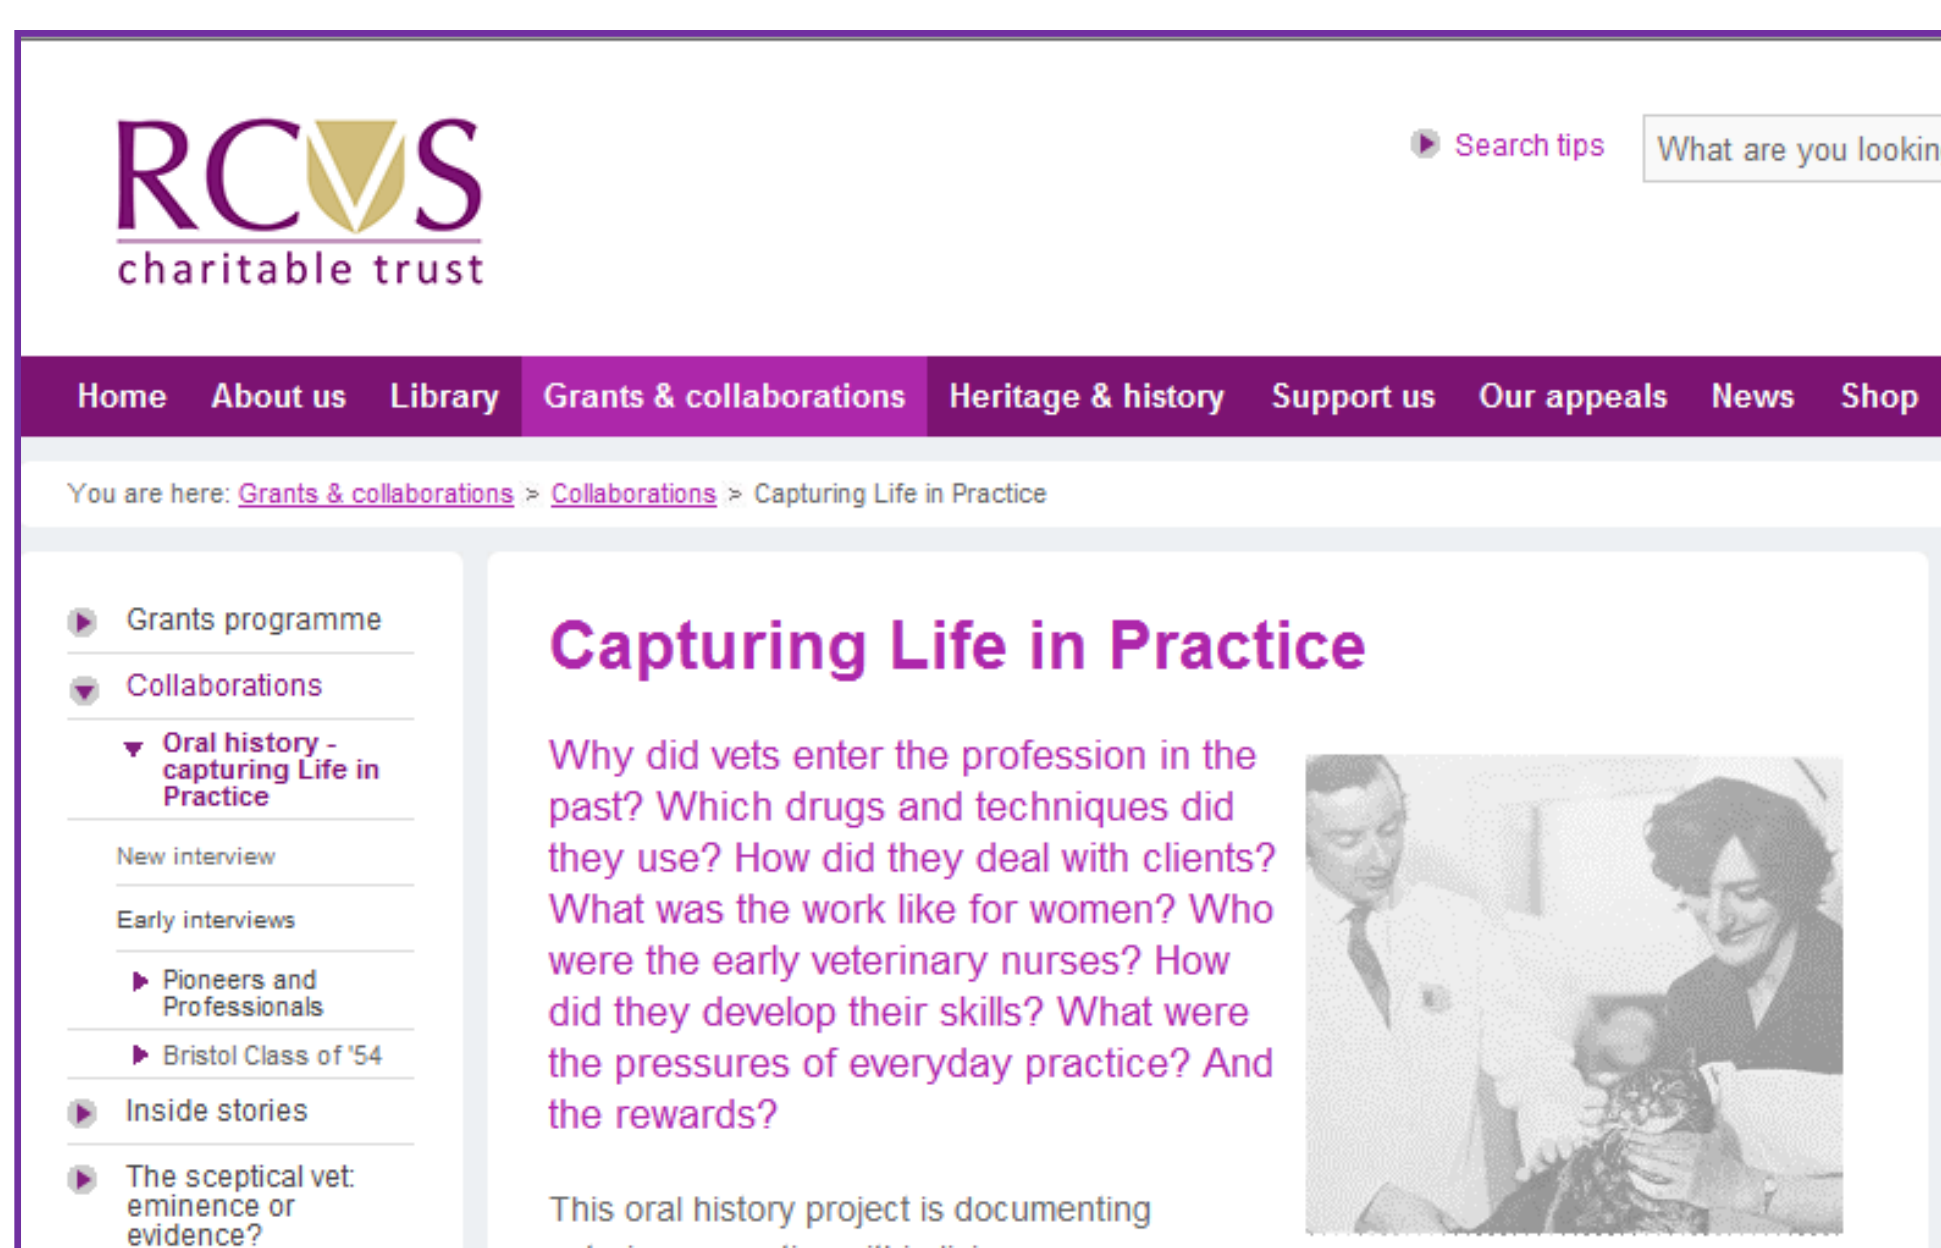 RCVS
charitable trust
Search tips
What are you lookin
Home About us Library Grants & collaborations Heritage & history Support us Our appeals News Shop
You are here: Grants & collaborations > Collaborations > Capturing Life in Practice
Grants programme
Collaborations
Oral history -
capturing Life in
Practice
New interview
Early interviews
Pioneers and
Professionals
Bristol Class of '54
Inside stories
The sceptical vet:
eminence or
evidence?
Capturing Life in Practice
Why did vets enter the profession in the
past? Which drugs and techniques did
they use? How did they deal with clients?
What was the work like for women? Who
were the early veterinary nurses? How
did they develop their skills? What were
the pressures of everyday practice? And
the rewards?
This oral history project is documenting